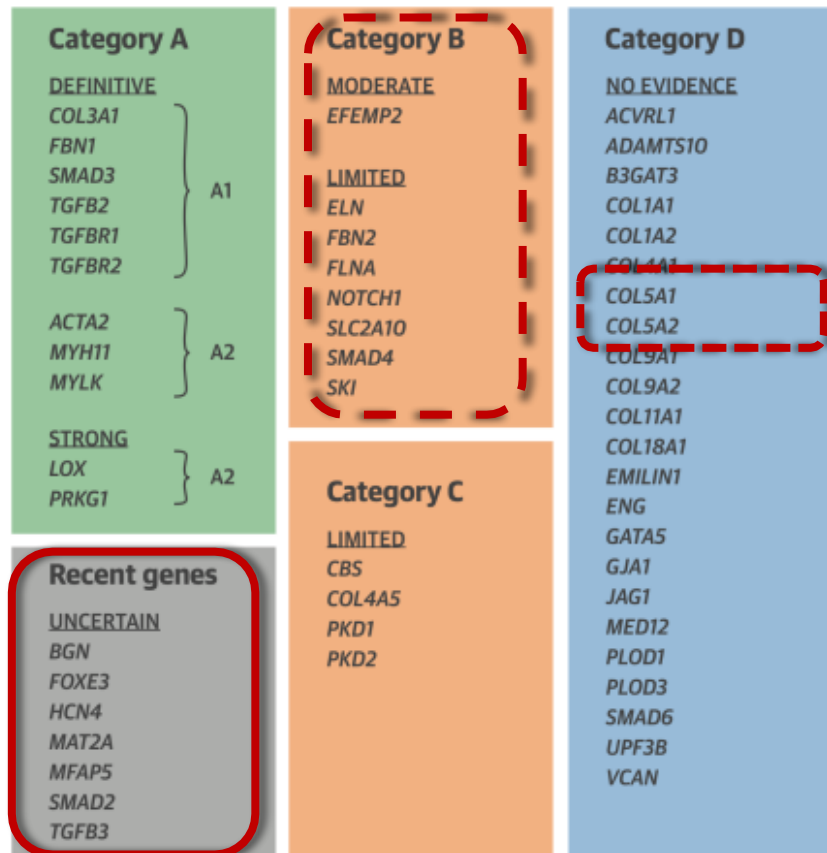 Category A
DEFINITIVE
COL3A1
FBN1
SMAD3
TGFB2
TGFBR1
TGFBR2
A1
ACTA2
MYH11
MYLK
A2
STRONG
LOX
PRKG1
A2
Recent genes
UNCERTAIN
BGN
FOXE3
HCN4
MAT2A
MFAP5
SMAD2
TGFB3
Category B
MODERATE
EFEMP2
LIMITED
ELN
FBN2
FLNA
NOTCH1
SLC2A10
SMAD4
SKI
Category C
LIMITED
CBS
COL4A5
PKD1
PKD2
Category D
NO EVIDENCE
ACVRL1
ADAMTS10
B3GAT3
COL1A1
COL1A2
COL4A1
COL5A1
COL5A2
COL9A1
COL9A2
COL11A1
COL18A1
EMILIN1
ENG
GATA5
GJA1
JAG1
MED12
PLOD1
PLOD3
SMAD6
UPF3B
VCAN